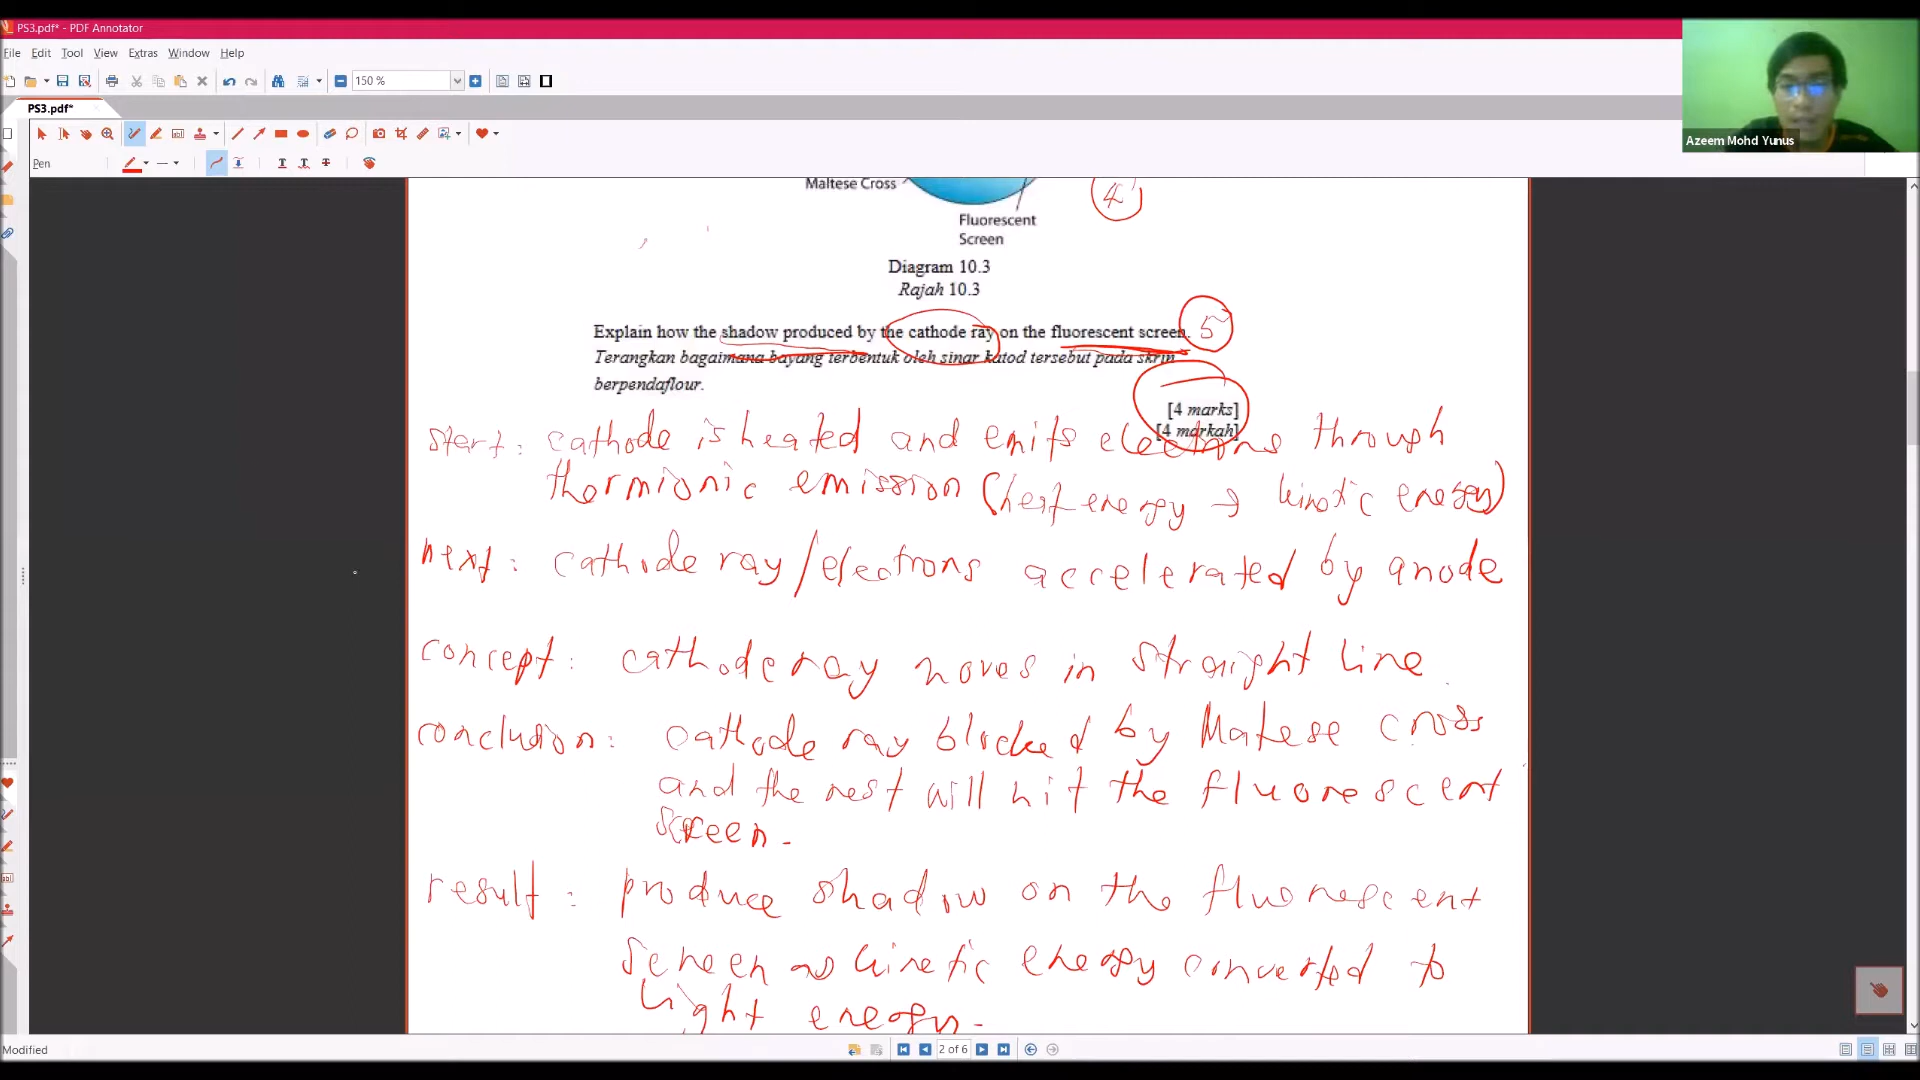 PS3.pdf* - PDF Annotator
File Edit Tool View Extras Window Help
150 %
PS3.pdf*
Pen
Azeem Mohd Yunus
Maltese Cross
4
Fluorescent
Screen
Diagram 10.3
Rajah 10.3
Explain how the shadow produced by the cathode ray on the fluorescent screen. 5
Terangkan bagaimana bayang terbentuk oleh sinar katod tersebut pada skrin
berpendaflour.
[4 marks]
[4 markah]
start: cathode is heated and emits electrons through
thermionic emission (heat energy → kinetic energy)
next: cathode ray/electrons accelerated by anode
concept: cathode ray moves in straight line
conclusion: cathode ray blocked by Matese cross
and the rest will hit the fluorescent
screen.
result: produce shadow on the fluorescent
screen as kinetic energy converted to
light energy.
Modified
2 of 6